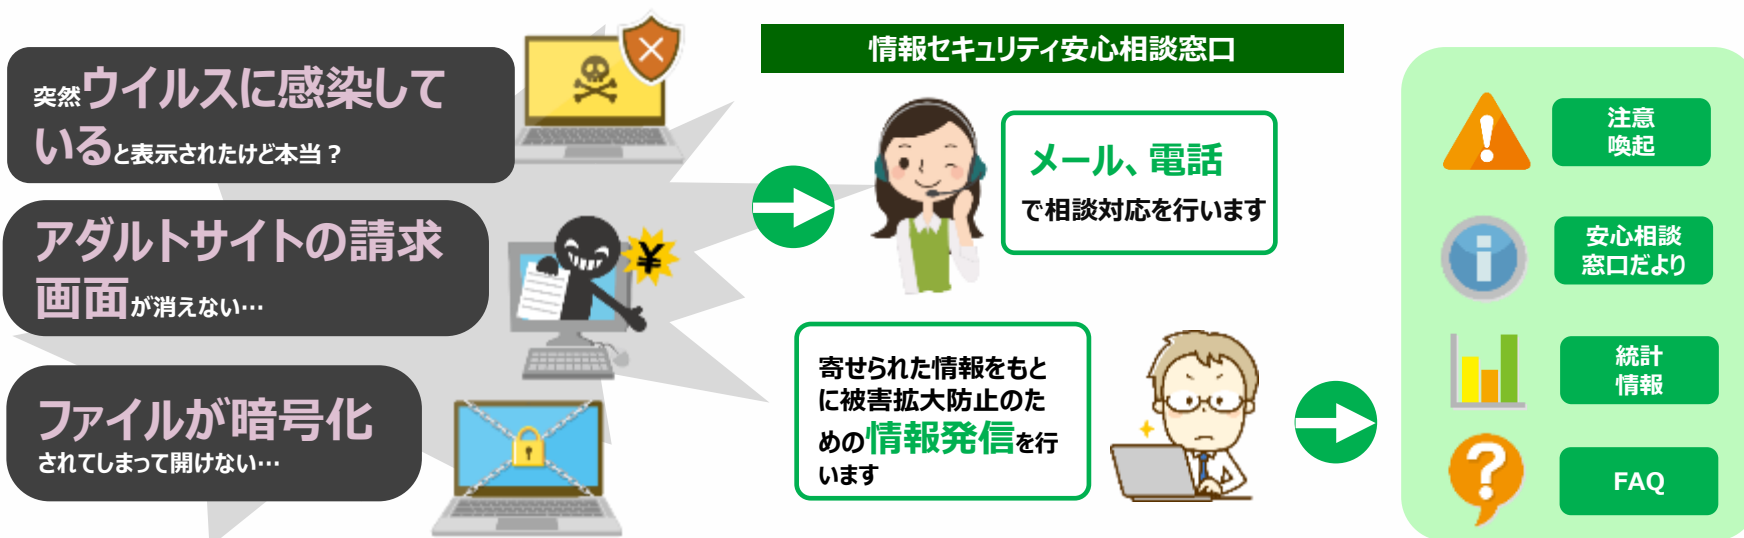 突然ウイルスに感染して
いると表示されたけど本当？
アダルトサイトの請求
画面が消えない…
ファイルが暗号化
されてしまって開けない…
¥
情報セキュリティ安心相談窓口
メール、電話
で相談対応を行います
寄せられた情報をもと
に被害拡大防止のた
めの情報発信を行
います
注意
喚起
安心相談
窓口だより
統計
情報
FAQ